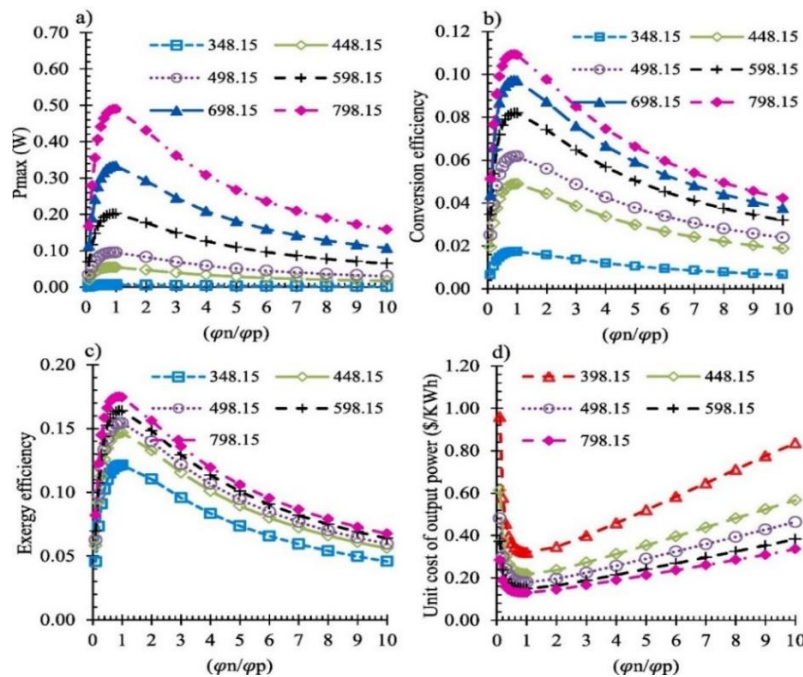 a)
348.15 448.15
498.15 598.15
698.15 798.15
Pmax (W)
0.70
0.60
0.50
0.40
0.30
0.20
0.10
0.00
0 1 2 3 4 5 6 7 8 9 10
(φn/φp)
b)
348.15 448.15
498.15 598.15
698.15 798.15
Conversion efficiency
0.12
0.10
0.08
0.06
0.04
0.02
0.00
0 1 2 3 4 5 6 7 8 9 10
(φn/φp)
c)
348.15 448.15
498.15 598.15
798.15
Exergy efficiency
0.20
0.15
0.10
0.05
0.00
0 1 2 3 4 5 6 7 8 9 10
(φn/φp)
d)
398.15 448.15
498.15 598.15
798.15
Unit cost of output power ($/KWh)
1.20
1.00
0.80
0.60
0.40
0.20
0.00
0 1 2 3 4 5 6 7 8 9 10
(φn/φp)